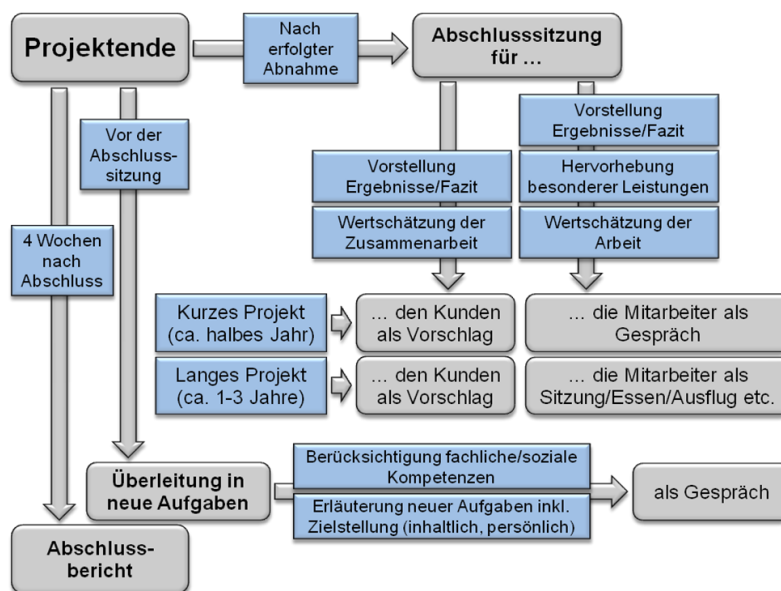 Projektende
Nach
erfolgter
Abnahme
Abschlusssitzung
für ...
Vor der
Abschluss-
sitzung
4 Wochen
nach
Abschluss
Vorstellung
Ergebnisse/Fazit
Wertschätzung der
Zusammenarbeit
Vorstellung
Ergebnisse/Fazit
Hervorhebung
besonderer Leistungen
Wertschätzung der
Arbeit
Kurzes Projekt
(ca. halbes Jahr)
... den Kunden
als Vorschlag
... die Mitarbeiter als
Gespräch
Langes Projekt
(ca. 1-3 Jahre)
... den Kunden
als Vorschlag
... die Mitarbeiter als
Sitzung/Essen/Ausflug etc.
Überleitung in
neue Aufgaben
Berücksichtigung fachliche/soziale
Kompetenzen
Erläuterung neuer Aufgaben inkl.
Zielstellung (inhaltlich, persönlich)
als Gespräch
Abschluss-
bericht